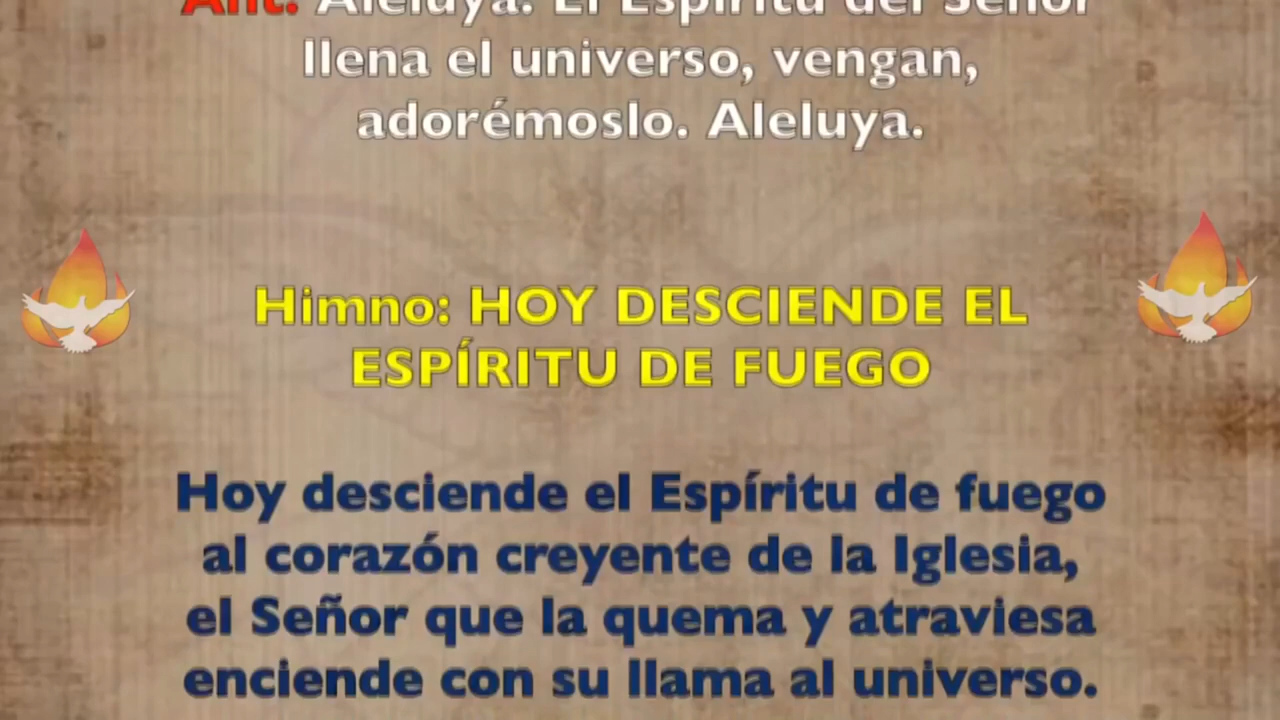 Ant. Aleluya. El Espíritu del Señor
llena el universo, vengan,
adorémoslo. Aleluya.
Himno: HOY DESCIENDE EL
ESPÍRITU DE FUEGO
Hoy desciende el Espíritu de fuego
al corazón creyente de la Iglesia,
el Señor que la quema y atraviesa
enciende con su llama al universo.